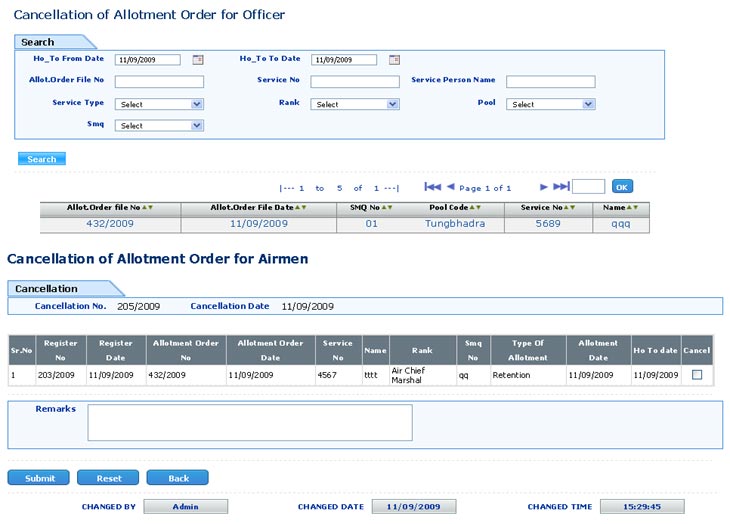 Cancellation of Allotment Order for Officer
Search
Ho_To From Date 11/09/2009 Ho_To To Date 11/09/2009
Allot.Order File No Service No Service Person Name
Service Type Select Rank Select Pool Select
Smq Select
Search
|--- 1 to 5 of 1 ---| Page 1 of 1 OK
Allot.Order file No Allot.Order File Date SMQ No Pool Code Service No Name
432/2009 11/09/2009 01 Tungbhadra 5689 qqq
Cancellation of Allotment Order for Airmen
Cancellation
Cancellation No. 205/2009 Cancellation Date 11/09/2009
Sr.No Register No Register Date Allotment Order No Allotment Order Date Service No Name Rank Smq No Type Of Allotment Allotment Date Ho To date Cancel
1 203/2009 11/09/2009 432/2009 11/09/2009 4567 tttt Air Chief Marshal qq Retention 11/09/2009 11/09/2009
Remarks
Submit Reset Back
CHANGED BY Admin CHANGED DATE 11/09/2009 CHANGED TIME 15:29:45